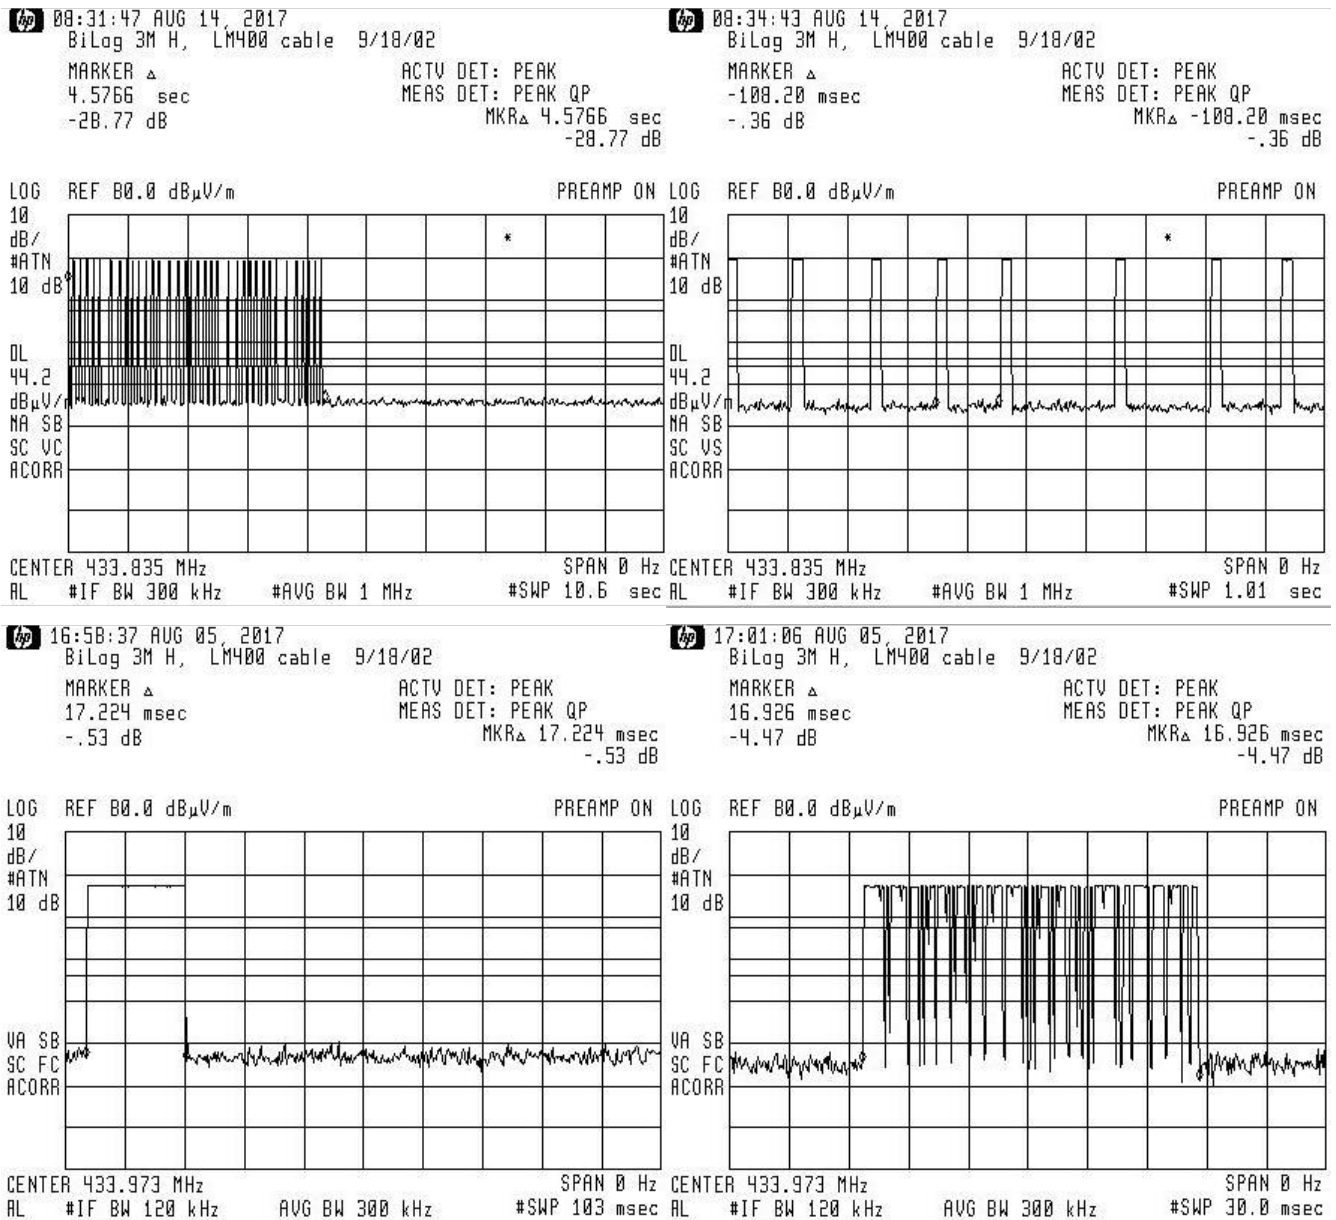 hp 08:31:47 AUG 14, 2017
BiLog 3M H, LM400 cable 9/18/02
MARKER Δ
4.5766 sec
-28.77 dB
ACTV DET: PEAK
MEAS DET: PEAK QP
MKRΔ 4.5766 sec
-28.77 dB
LOG REF 80.0 dBμV/m PREAMP ON
10
dB/
#ATN
10 dB
*
DL
44.2
dBμV/m
MA SB
SC VC
ACORR
CENTER 433.835 MHz SPAN 0 Hz
RL #IF BW 300 kHz #AVG BW 1 MHz #SWP 10.6 sec
hp 08:34:43 AUG 14, 2017
BiLog 3M H, LM400 cable 9/18/02
MARKER Δ
-108.20 msec
-.36 dB
ACTV DET: PEAK
MEAS DET: PEAK QP
MKRΔ -108.20 msec
-.36 dB
LOG REF 80.0 dBμV/m PREAMP ON
10
dB/
#ATN
10 dB
*
DL
44.2
dBμV/m
MA SB
SC VS
ACORR
CENTER 433.835 MHz SPAN 0 Hz
RL #IF BW 300 kHz #AVG BW 1 MHz #SWP 1.01 sec
hp 16:58:37 AUG 05, 2017
BiLog 3M H, LM400 cable 9/18/02
MARKER Δ
17.224 msec
-.53 dB
ACTV DET: PEAK
MEAS DET: PEAK QP
MKRΔ 17.224 msec
-.53 dB
LOG REF 80.0 dBμV/m PREAMP ON
10
dB/
#ATN
10 dB
VA SB
SC FC
ACORR
CENTER 433.973 MHz SPAN 0 Hz
RL #IF BW 120 kHz AVG BW 300 kHz #SWP 103 msec
hp 17:01:06 AUG 05, 2017
BiLog 3M H, LM400 cable 9/18/02
MARKER Δ
16.926 msec
-4.47 dB
ACTV DET: PEAK
MEAS DET: PEAK QP
MKRΔ 16.926 msec
-4.47 dB
LOG REF 80.0 dBμV/m PREAMP ON
10
dB/
#ATN
10 dB
VA SB
SC FC
ACORR
CENTER 433.973 MHz SPAN 0 Hz
RL #IF BW 120 kHz AVG BW 300 kHz #SWP 30.0 msec